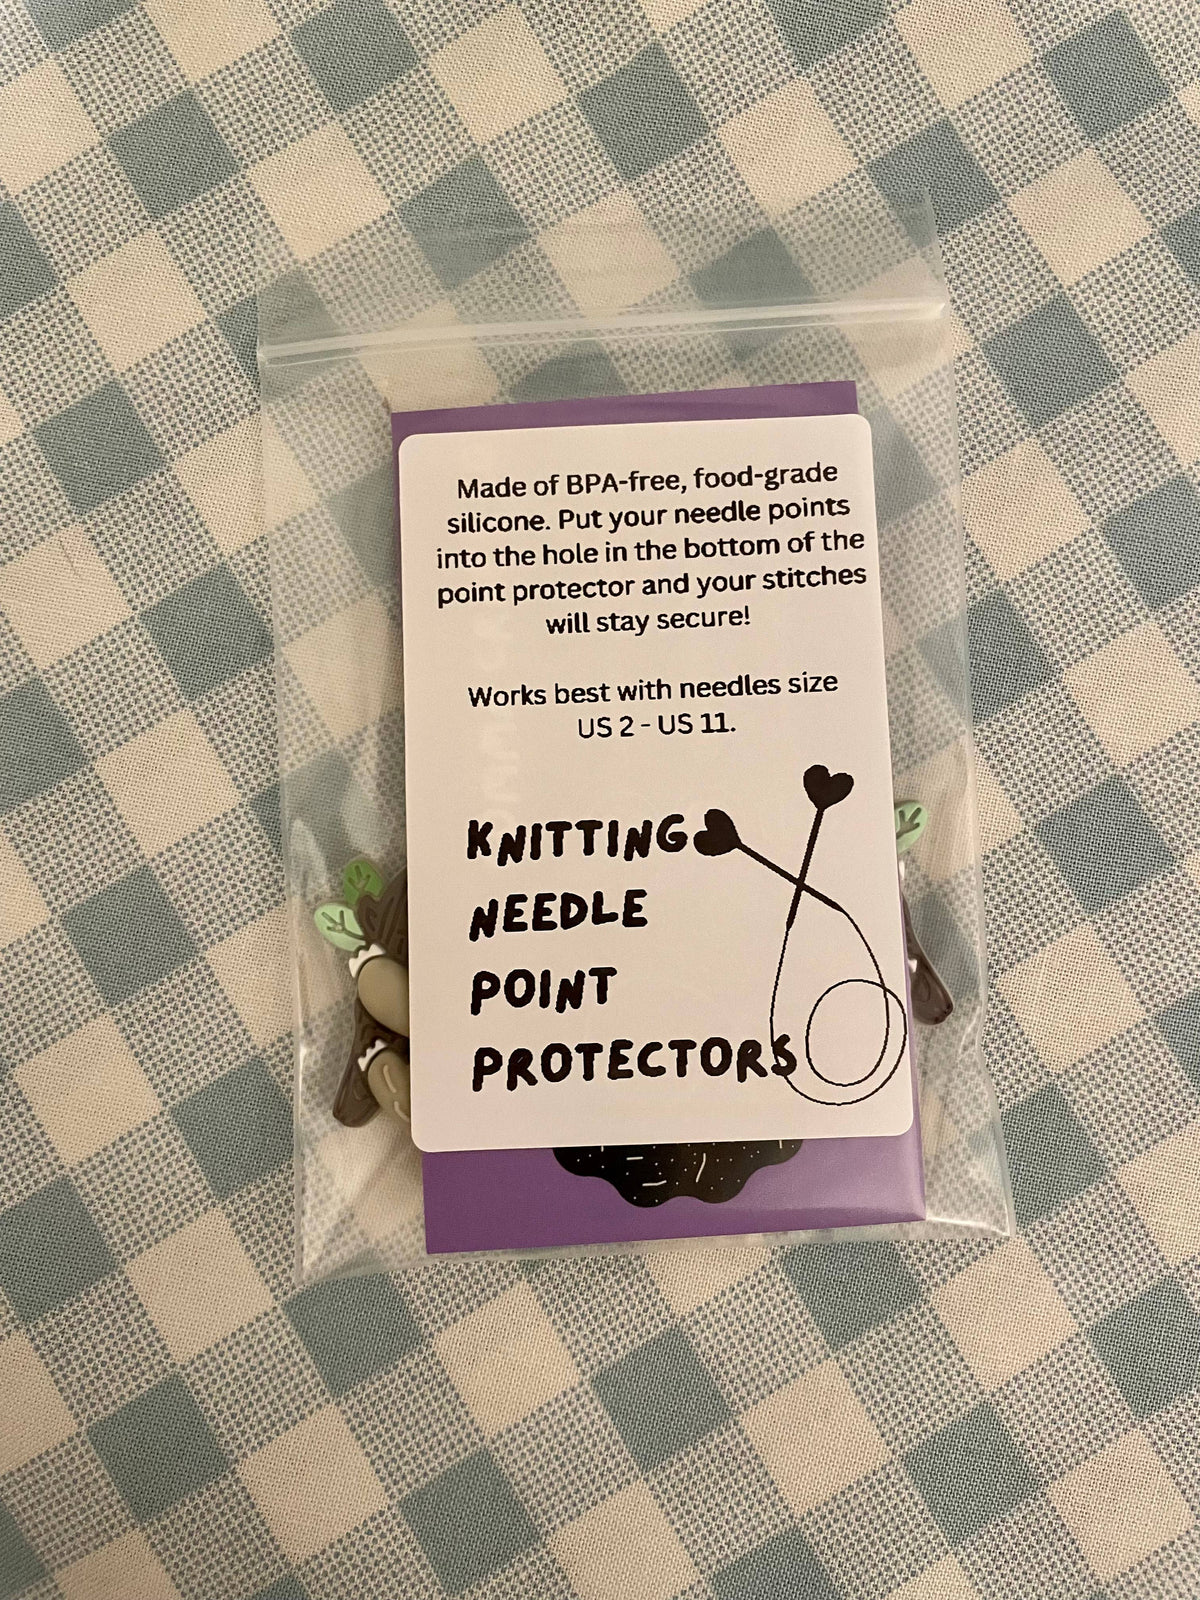 Made of BPA-free, food-grade
silicone. Put your needle points
into the hole in the bottom of the
point protector and your stitches
will stay secure!
Works best with needles size
US 2 - US 11.
KNITTING
NEEDLE
POINT
PROTECTORS